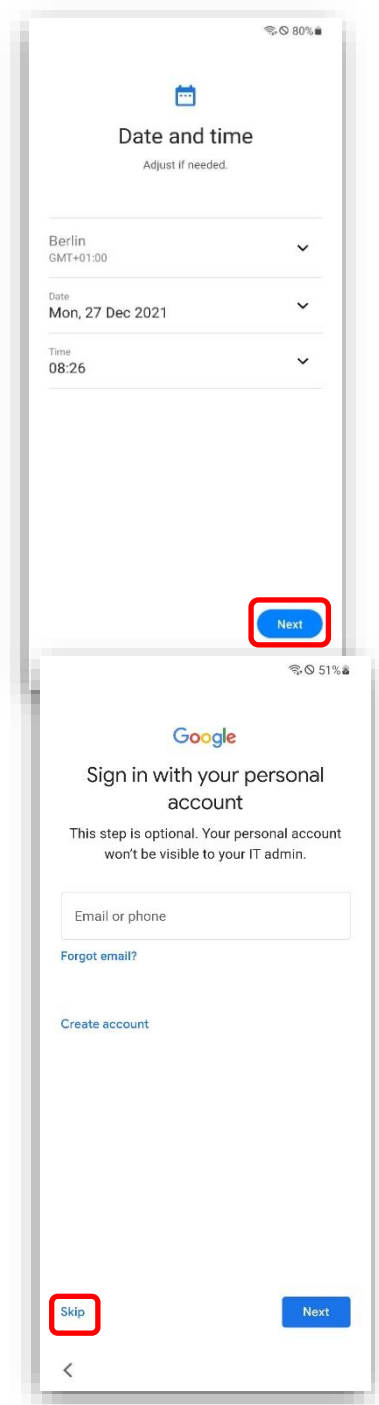 80%
Date and time
Adjust if needed.
Berlin
GMT+01:00
Date
Mon, 27 Dec 2021
Time
08:26
Next
51%
Google
Sign in with your personal
account
This step is optional. Your personal account
won't be visible to your IT admin.
Email or phone
Forgot email?
Create account
Skip
Next